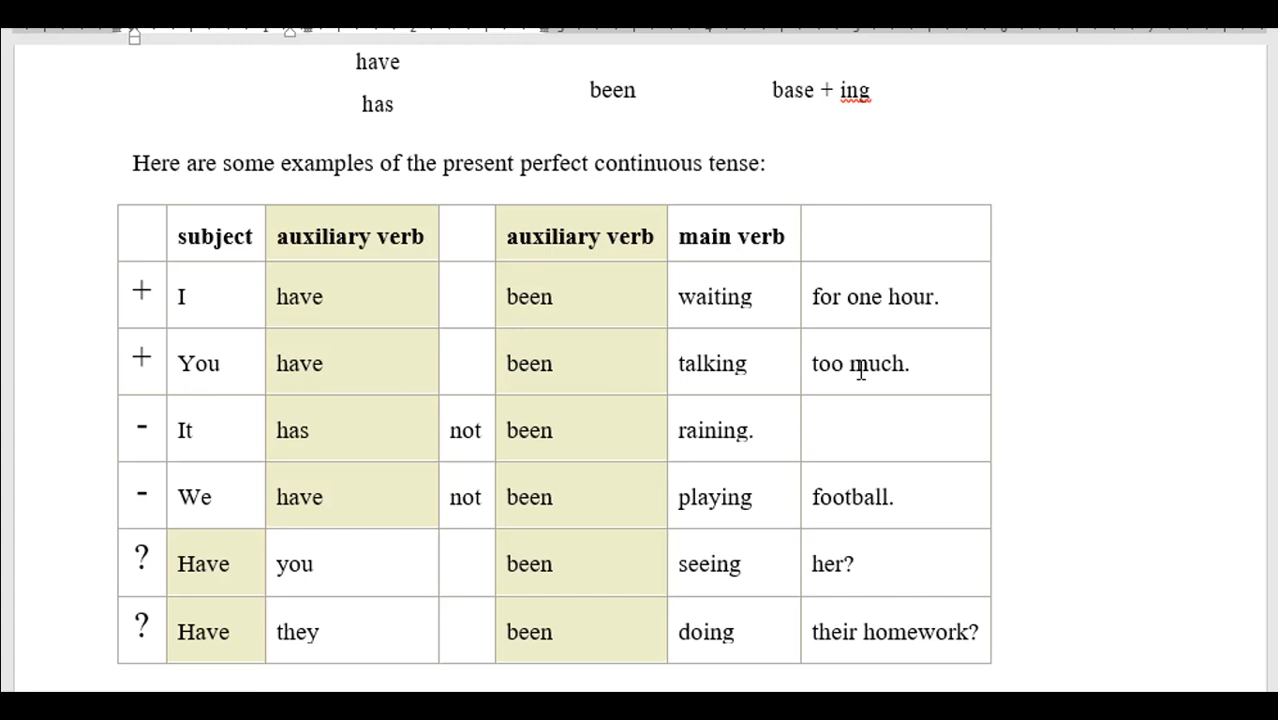 have
has
been base + ing
Here are some examples of the present perfect continuous tense:
subject auxiliary verb auxiliary verb main verb
+ I have been waiting for one hour.
+ You have been talking too much.
- It has not been raining.
- We have not been playing football.
? Have you been seeing her?
? Have they been doing their homework?